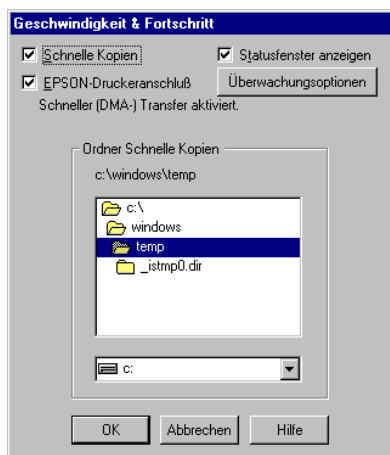 Geschwindigkeit & Fortschritt
Schnelle Kopien
Statusfenster anzeigen
EPSON-Druckeranschluß
Überwachungsoptionen
Schneller (DMA-) Transfer aktiviert.
Ordner Schnelle Kopien
c:\windows\temp
c:\
windows
temp
_istmp0.dir
c:
OK
Abbrechen
Hilfe